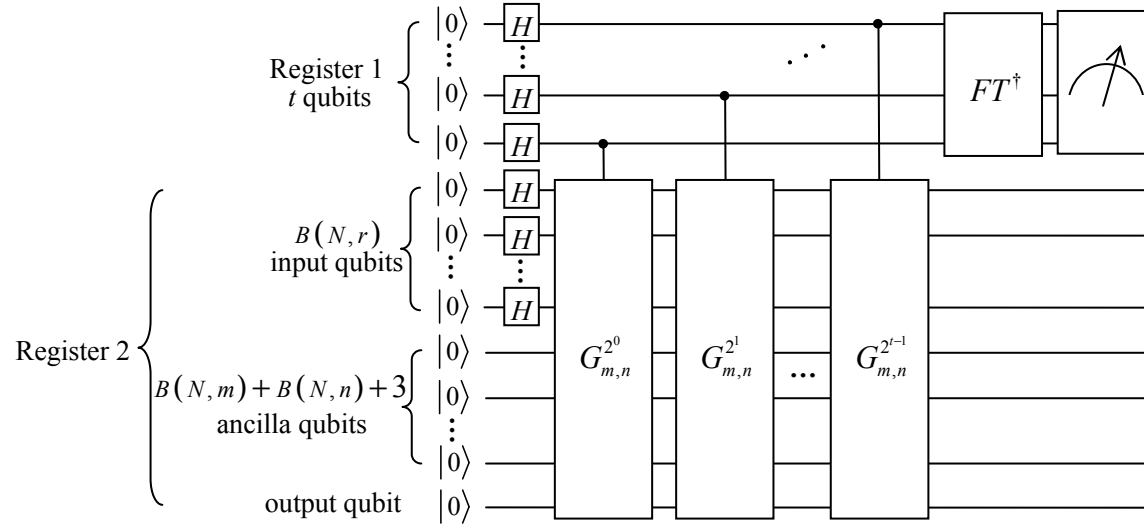 |0⟩ H
⋮ ⋮
Register 1
t qubits
|0⟩ H
|0⟩ H
FT†
|0⟩ H
B(N,r)
input qubits
|0⟩ H
⋮ ⋮
|0⟩ H
Register 2
|0⟩
B(N,m)+B(N,n)+3
ancilla qubits
|0⟩
⋮
|0⟩
output qubit |0⟩
G_{m,n}^{2^0} G_{m,n}^{2^1} ... G_{m,n}^{2^{t-1}}